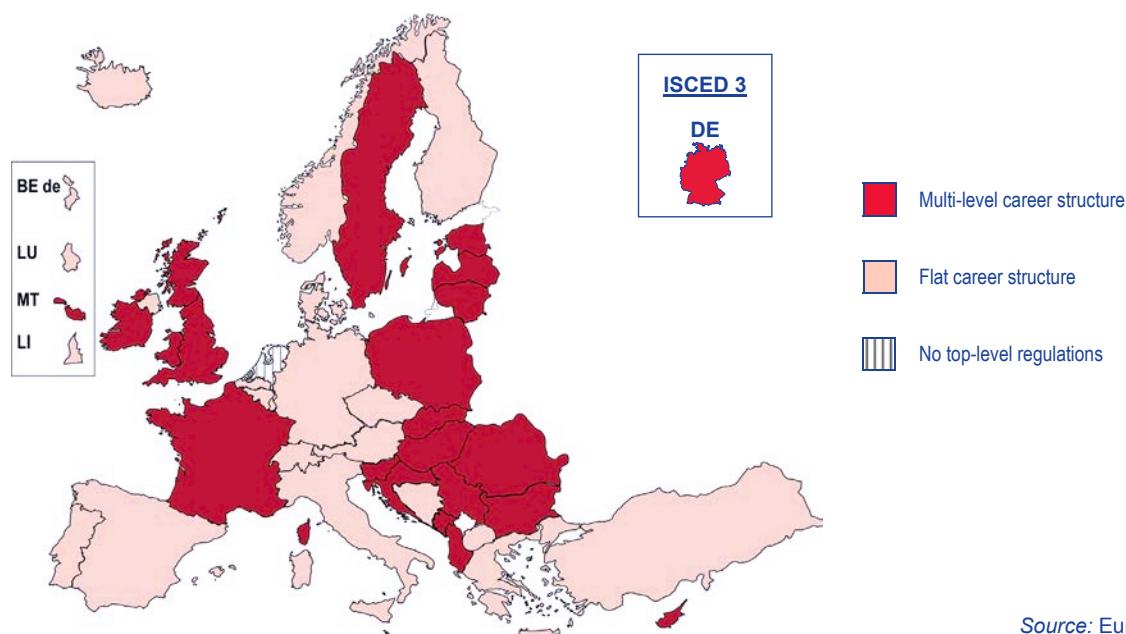 ISCED 3
DE
BE de
LU
MT
LI
Multi-level career structure
Flat career structure
No top-level regulations
Source: Eu